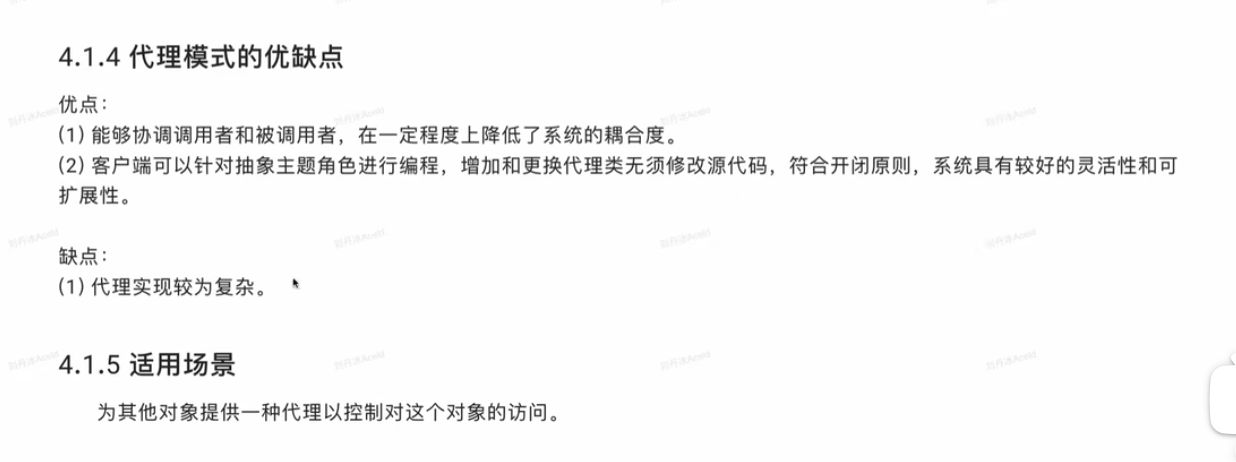 4.1.4 代理模式的优缺点
优点：
(1) 能够协调调用者和被调用者，在一定程度上降低了系统的耦合度。
(2) 客户端可以针对抽象主题角色进行编程，增加和更换代理类无须修改源代码，符合开闭原则，系统具有较好的灵活性和可
扩展性。
缺点：
(1) 代理实现较为复杂。
4.1.5 适用场景
为其他对象提供一种代理以控制对这个对象的访问。